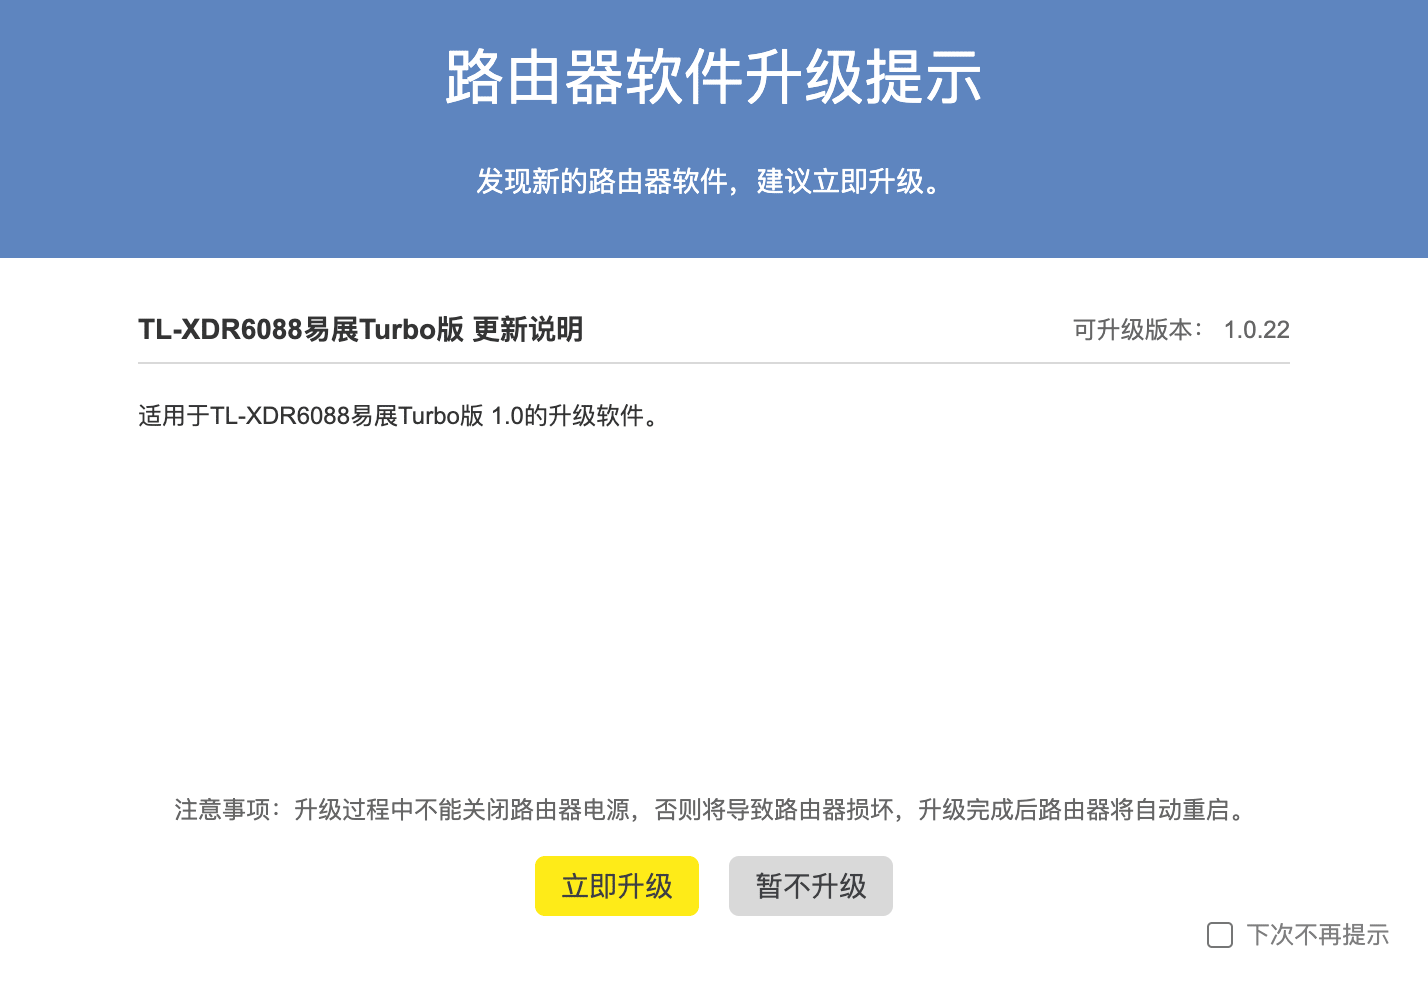 路由器软件升级提示
发现新的路由器软件，建议立即升级。
TL-XDR6088易展Turbo版 更新说明
可升级版本： 1.0.22
适用于TL-XDR6088易展Turbo版 1.0的升级软件。
注意事项：升级过程中不能关闭路由器电源，否则将导致路由器损坏，升级完成后路由器将自动重启。
立即升级
暂不升级
下次不再提示